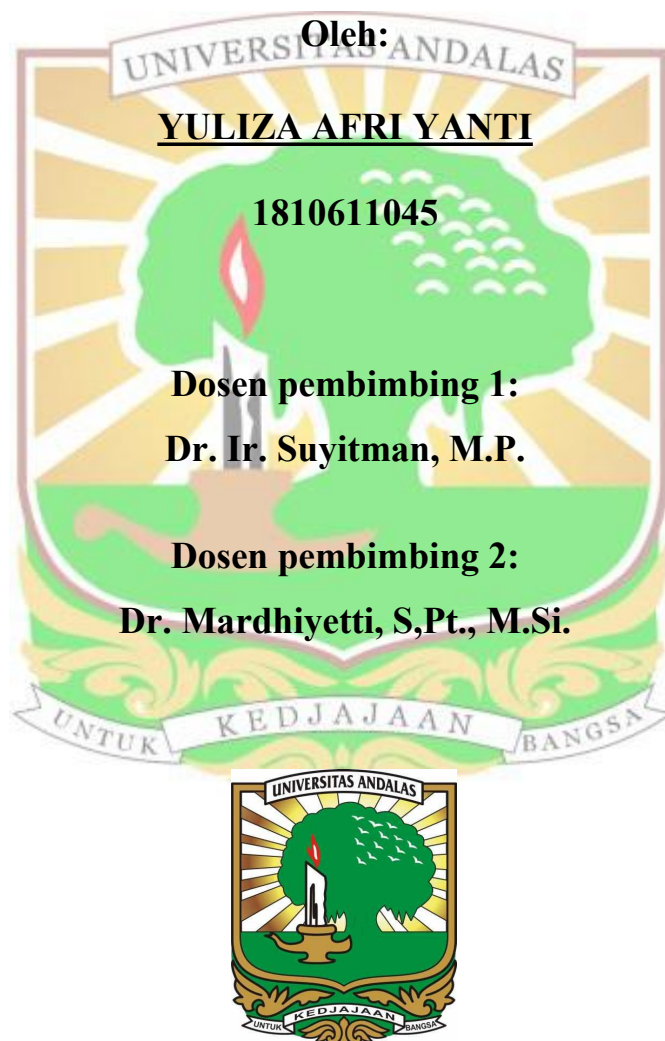 Oleh:
UNIVERSITAS ANDALAS
YULIZA AFRI YANTI
1810611045
Dosen pembimbing 1:
Dr. Ir. Suyitman, M.P.
Dosen pembimbing 2:
Dr. Mardhiyetti, S,Pt., M.Si.
UNTUK KEDJAJAAN BANGSA
UNIVERSITAS ANDALAS
UNTUK KEDJAJAAN BANGSA